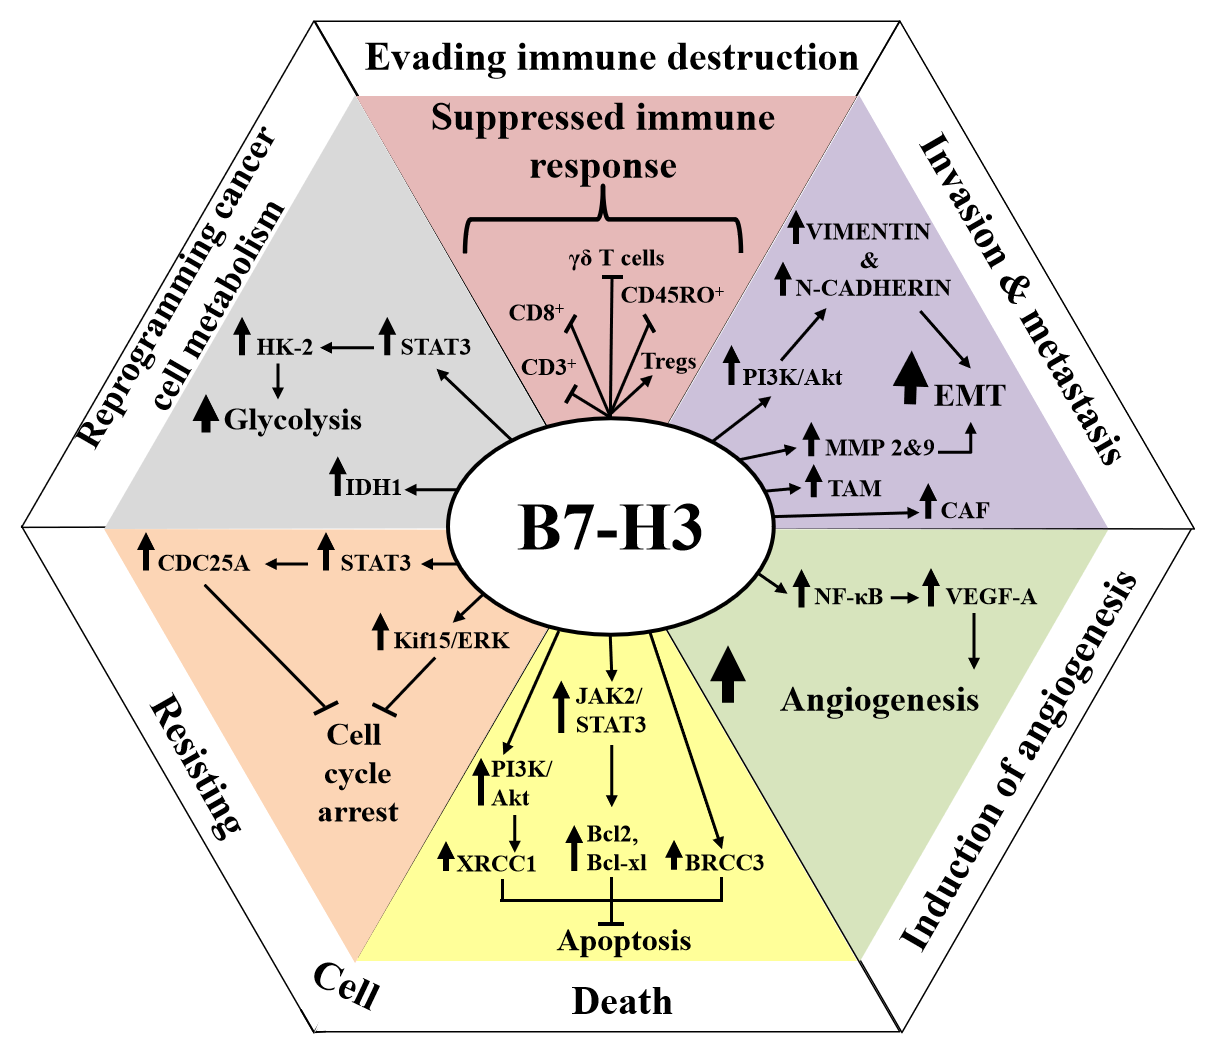 Evading immune destruction
Suppressed immune
response
γδ T cells
CD45RO⁺
CD8⁺
CD3⁺
Tregs
Invasion & metastasis
VIMENTIN
&
N-CADHERIN
PI3K/Akt
EMT
MMP 2&9
TAM
CAF
Reprogramming cancer
cell metabolism
HK-2
STAT3
Glycolysis
IDH1
B7-H3
CDC25A
STAT3
Kif15/ERK
Cell
cycle
arrest
Resisting
Cell
Death
JAK2/
STAT3
PI3K/
Akt
XRCC1
Bcl2,
Bcl-xl
BRCC3
Apoptosis
NF-κB
VEGF-A
Angiogenesis
Induction of angiogenesis